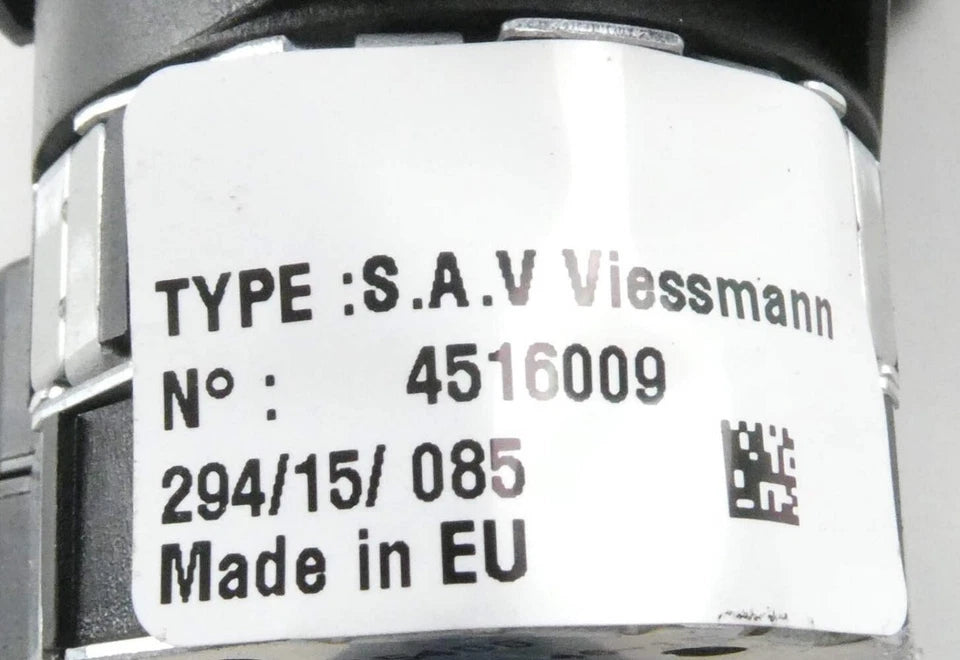 TYPE :S.A.V Viessmann
N° : 4516009
294/15/ 085
Made in EU